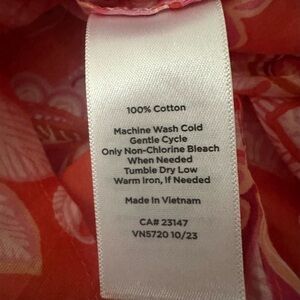 100% Cotton
Machine Wash Cold
Gentle Cycle
Only Non-Chlorine Bleach
When Needed
Tumble Dry Low
Warm Iron, If Needed
Made In Vietnam
CA# 23147
VN5720 10/23